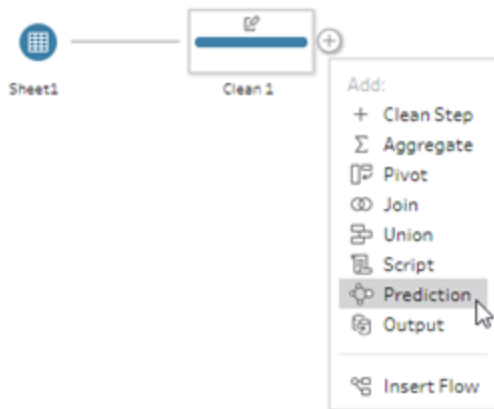 Sheet1
Clean 1
Add:
Clean Step
Aggregate
Pivot
Join
Union
Script
Prediction
Output
Insert Flow